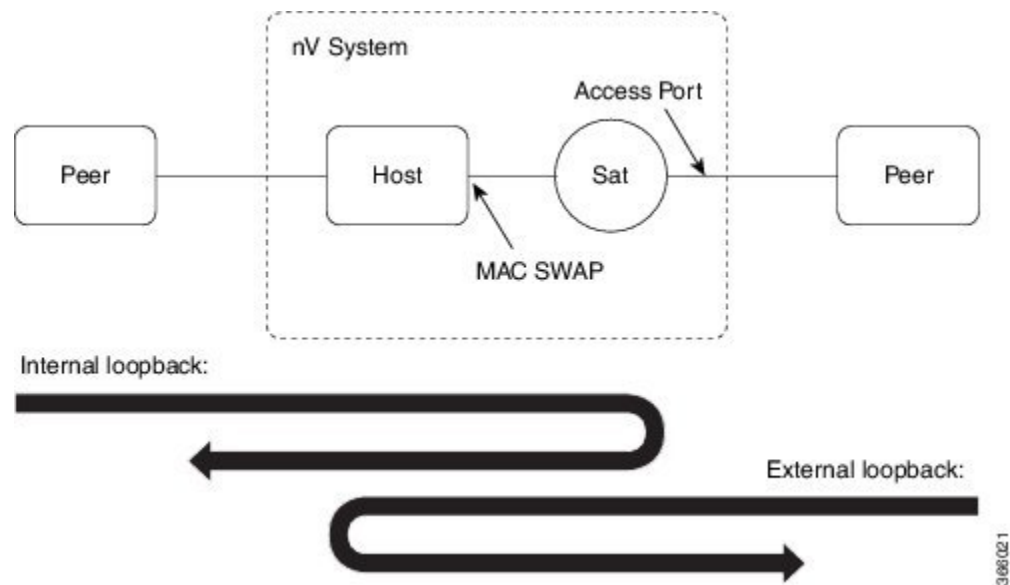 nV System
Access Port
Peer
Host
Sat
Peer
MAC SWAP
Internal loopback:
External loopback:
366021